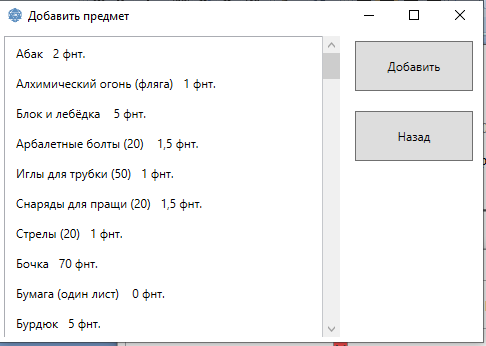 Добавить предмет
Абак 2 фнт.
Алхимический огонь (фляга) 1 фнт.
Блок и лебёдка 5 фнт.
Арбалетные болты (20) 1,5 фнт.
Иглы для трубки (50) 1 фнт.
Снаряды для пращи (20) 1,5 фнт.
Стрелы (20) 1 фнт.
Бочка 70 фнт.
Бумага (один лист) 0 фнт.
Бурдюк 5 фнт.
Добавить
Назад